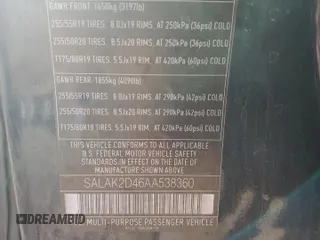 GAWR FRONT: 1450kg (3197lb)
255/55R19 TIRES. 8.0Jx19 RIMS. AT 250kPa (36psi) COLD
255/50R20 TIRES. 8.5Jx20 RIMS. AT 250kPa (36psi) COLD
T175/80R19 TIRES. 5.5Jx19 RIMS. AT 420kPa (60psi) COLD
GAWR REAR: 1855kg (4090lb)
255/55R19 TIRES. 8.0Jx19 RIMS. AT 290kPa (42psi) COLD
255/50R20 TIRES. 8.5Jx20 RIMS. AT 290kPa (42psi) COLD
T175/80R19 TIRES. 5.5Jx19 RIMS. AT 420kPa (60psi) COLD
THIS VEHICLE CONFORMS TO ALL APPLICABLE
U.S. FEDERAL MOTOR VEHICLE SAFETY
STANDARDS IN EFFECT ON THE DATE OF
MANUFACTURE SHOWN ABOVE.
SALAK2D46AA538360
MULTI-PURPOSE PASSENGER VEHICLE
DREAMBID